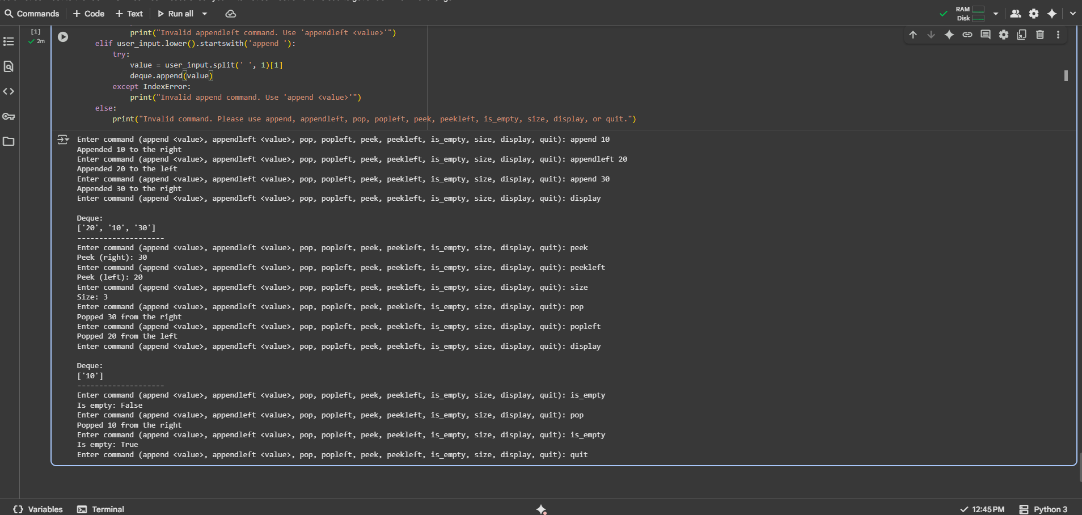 Commands + Code + Text Run all
RAM
Disk
[1]
2m
print("Invalid appendleft command. Use 'appendleft <value>'")
elif user_input.lower().startswith('append '):
try:
value = user_input.split(' ', 1)[1]
deque.append(value)
except IndexError:
print("Invalid append command. Use 'append <value>'")
else:
print("Invalid command. Please use append, appendleft, pop, popleft, peek, peekleft, is_empty, size, display, or quit.")
Enter command (append <value>, appendleft <value>, pop, popleft, peek, peekleft, is_empty, size, display, quit): append 10
Appended 10 to the right
Enter command (append <value>, appendleft <value>, pop, popleft, peek, peekleft, is_empty, size, display, quit): appendleft 20
Appended 20 to the left
Enter command (append <value>, appendleft <value>, pop, popleft, peek, peekleft, is_empty, size, display, quit): append 30
Appended 30 to the right
Enter command (append <value>, appendleft <value>, pop, popleft, peek, peekleft, is_empty, size, display, quit): display
Deque:
['20', '10', '30']
--------------------
Enter command (append <value>, appendleft <value>, pop, popleft, peek, peekleft, is_empty, size, display, quit): peek
Peek (right): 30
Enter command (append <value>, appendleft <value>, pop, popleft, peek, peekleft, is_empty, size, display, quit): peekleft
Peek (left): 20
Enter command (append <value>, appendleft <value>, pop, popleft, peek, peekleft, is_empty, size, display, quit): size
Size: 3
Enter command (append <value>, appendleft <value>, pop, popleft, peek, peekleft, is_empty, size, display, quit): pop
Popped 30 from the right
Enter command (append <value>, appendleft <value>, pop, popleft, peek, peekleft, is_empty, size, display, quit): popleft
Popped 20 from the left
Enter command (append <value>, appendleft <value>, pop, popleft, peek, peekleft, is_empty, size, display, quit): display
Deque:
['10']
--------------------
Enter command (append <value>, appendleft <value>, pop, popleft, peek, peekleft, is_empty, size, display, quit): is_empty
Is empty: False
Enter command (append <value>, appendleft <value>, pop, popleft, peek, peekleft, is_empty, size, display, quit): pop
Popped 10 from the right
Enter command (append <value>, appendleft <value>, pop, popleft, peek, peekleft, is_empty, size, display, quit): is_empty
Is empty: True
Enter command (append <value>, appendleft <value>, pop, popleft, peek, peekleft, is_empty, size, display, quit): quit
Variables Terminal 12:45 PM Python 3